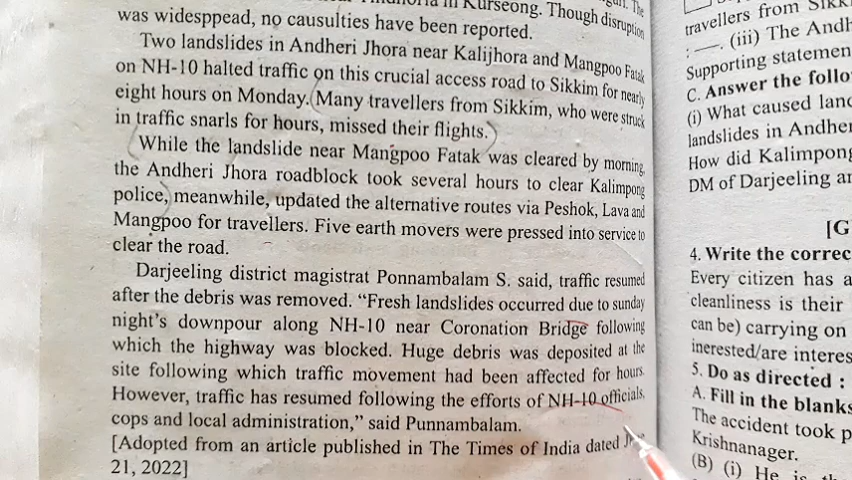 in Kurseong. Though disruption
was widesppead, no causulties have been reported.
Two landslides in Andheri Jhora near Kalijhora and Mangpoo Fatak
on NH-10 halted traffic on this crucial access road to Sikkim for nearly
eight hours on Monday. Many travellers from Sikkim, who were struck
in traffic snarls for hours, missed their flights.
While the landslide near Mangpoo Fatak was cleared by morning,
the Andheri Jhora roadblock took several hours to clear Kalimpong
police, meanwhile, updated the alternative routes via Peshok, Lava and
Mangpoo for travellers. Five earth movers were pressed into service to
clear the road.
Darjeeling district magistrat Ponnambalam S. said, traffic resumed
after the debris was removed. “Fresh landslides occurred due to sunday
night’s downpour along NH-10 near Coronation Bridge following
which the highway was blocked. Huge debris was deposited at the
site following which traffic movement had been affected for hours.
However, traffic has resumed following the efforts of NH-10 officials,
cops and local administration,” said Punnambalam.
[Adopted from an article published in The Times of India dated
21, 2022]
travellers from
: —. (iii) The
Supporting
C. Answer the
(i) What caused
landslides in
How did Kalimpong
DM of Darjeeling
[G
4. Write the
Every citizen has a
cleanliness is their
can be) carrying on
inerested/are
5. Do as directed :
A. Fill in the blanks
The accident took
Krishnanager.
(B) (i) He is